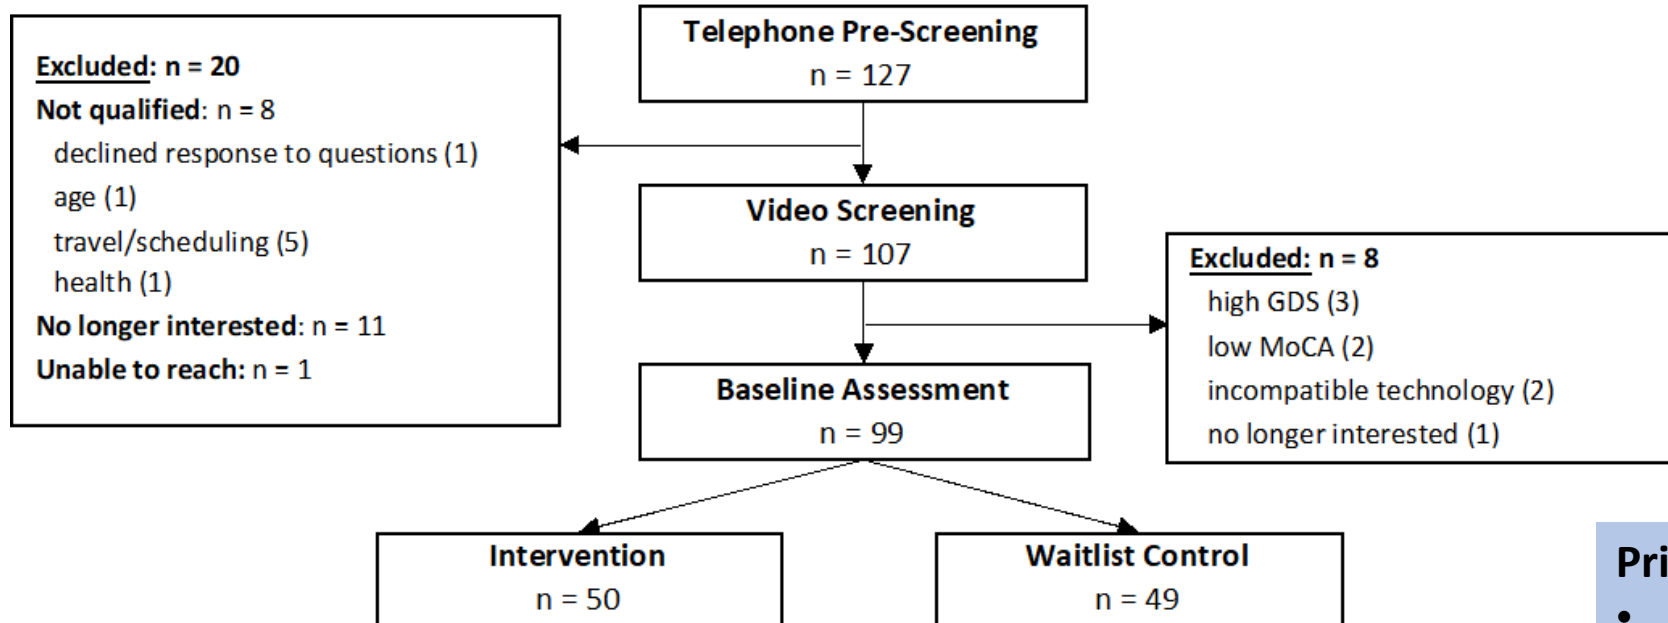 Telephone Pre-Screening
n = 127
Excluded: n = 20
Not qualified: n = 8
declined response to questions (1)
age (1)
travel/scheduling (5)
health (1)
No longer interested: n = 11
Unable to reach: n = 1
Video Screening
n = 107
Excluded: n = 8
high GDS (3)
low MoCA (2)
incompatible technology (2)
no longer interested (1)
Baseline Assessment
n = 99
Intervention
n = 50
Waitlist Control
n = 49
Pri
•